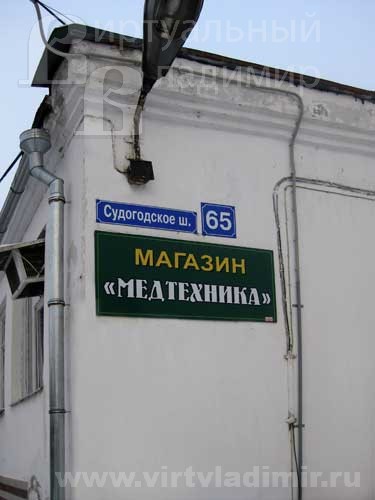 Виртуальный
Владимир
Судогодское ш.
65
МАГАЗИН
«МЕДТЕХНИКА»
www.virtvladimir.ru